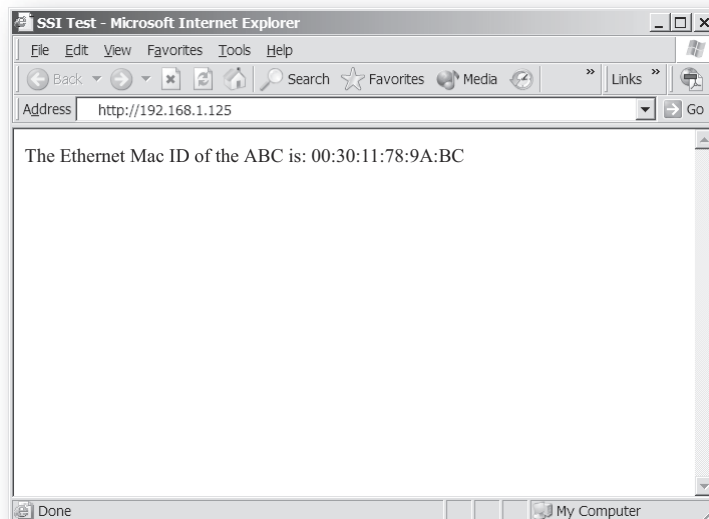 SSI Test - Microsoft Internet Explorer
File Edit View Favorites Tools Help
Back Search Favorites Media » Links »
Address http://192.168.1.125 Go
The Ethernet Mac ID of the ABC is: 00:30:11:78:9A:BC
Done My Computer